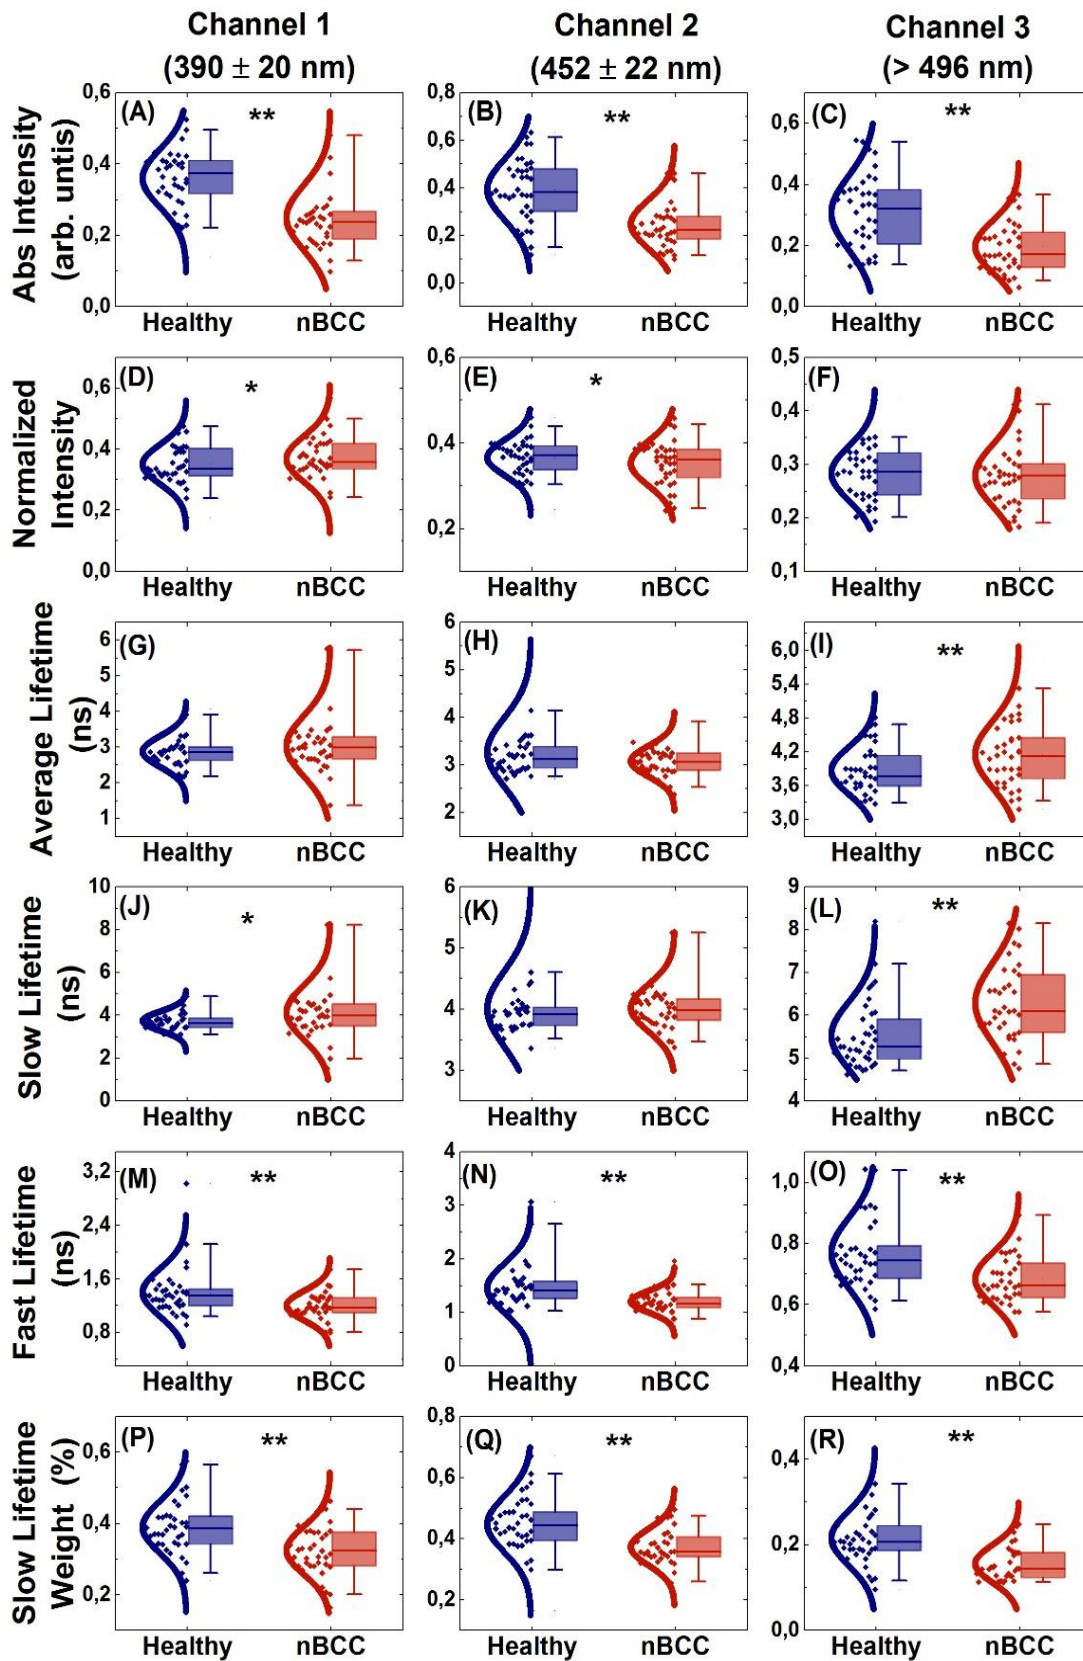 Channel 1
(390 ± 20 nm)
Channel 2
(452 ± 22 nm)
Channel 3
(> 496 nm)
Abs Intensity
(arb. untis)
0,6
0,4
0,2
0,0
(A)
**
Healthy
nBCC
0,8
0,6
0,4
0,2
0,0
(B)
**
Healthy
nBCC
0,6
0,4
0,2
0,0
(C)
**
Healthy
nBCC
Normalized
Intensity
0,6
0,4
0,2
0,0
(D)
*
Healthy
nBCC
0,6
0,4
0,2
(E)
*
Healthy
nBCC
0,5
0,4
0,3
0,2
0,1
(F)
Healthy
nBCC
Average Lifetime
(ns)
6
5
4
3
2
1
(G)
Healthy
nBCC
6
5
4
3
2
(H)
Healthy
nBCC
6,0
5,4
4,8
4,2
3,6
3,0
(I)
**
Healthy
nBCC
Slow Lifetime
(ns)
10
8
6
4
2
0
(J)
*
Healthy
nBCC
6
5
4
3
(K)
Healthy
nBCC
9
8
7
6
5
4
(L)
**
Healthy
nBCC
Fast Lifetime
(ns)
3,2
2,4
1,6
0,8
(M)
**
Healthy
nBCC
4
3
2
1
0
(N)
**
Healthy
nBCC
1,0
0,8
0,6
0,4
(O)
**
Healthy
nBCC
Slow Lifetime
Weight (%)
0,6
0,4
0,2
(P)
**
Healthy
nBCC
0,8
0,6
0,4
0,2
0,0
(Q)
**
Healthy
nBCC
0,4
0,2
0,0
(R)
**
Healthy
nBCC